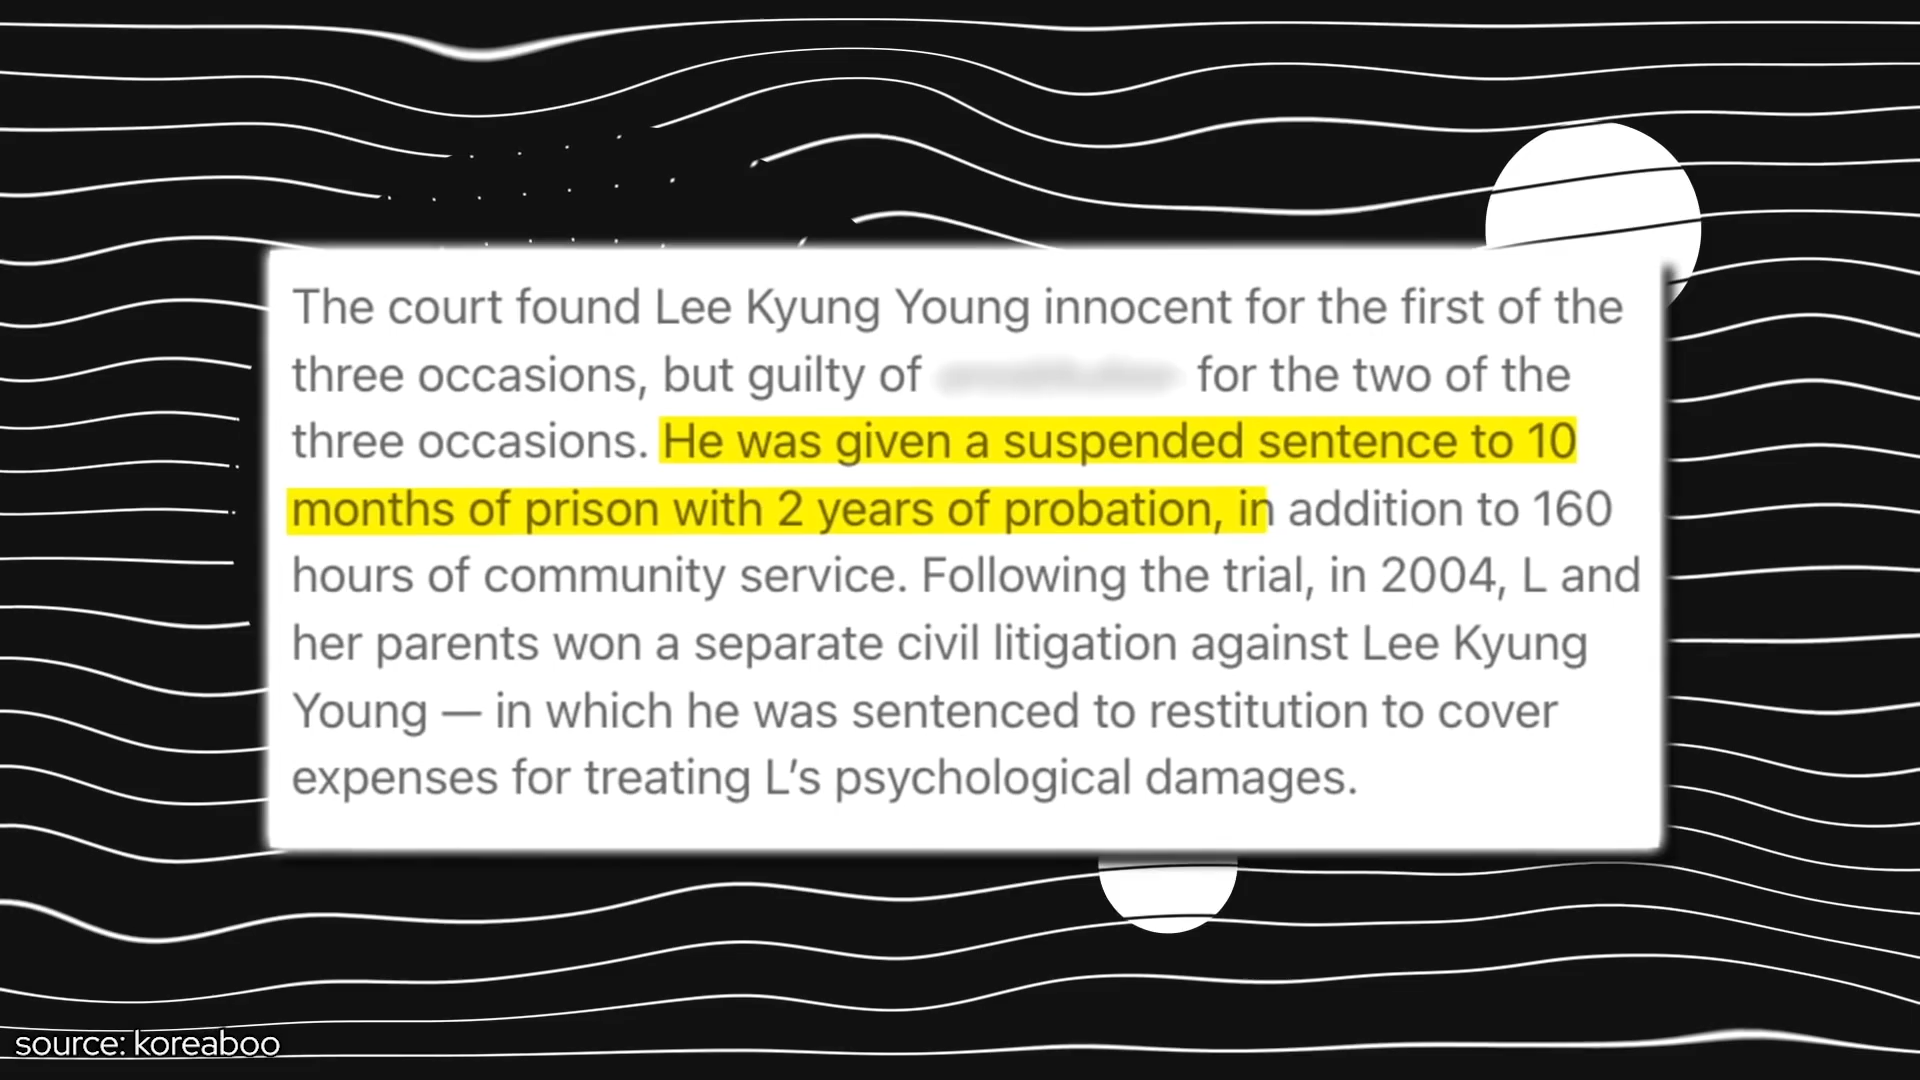 The court found Lee Kyung Young innocent for the first of the
three occasions, but guilty of for the two of the
three occasions. He was given a suspended sentence to 10
months of prison with 2 years of probation, in addition to 160
hours of community service. Following the trial, in 2004, L and
her parents won a separate civil litigation against Lee Kyung
Young — in which he was sentenced to restitution to cover
expenses for treating L’s psychological damages.
source: koreaboo